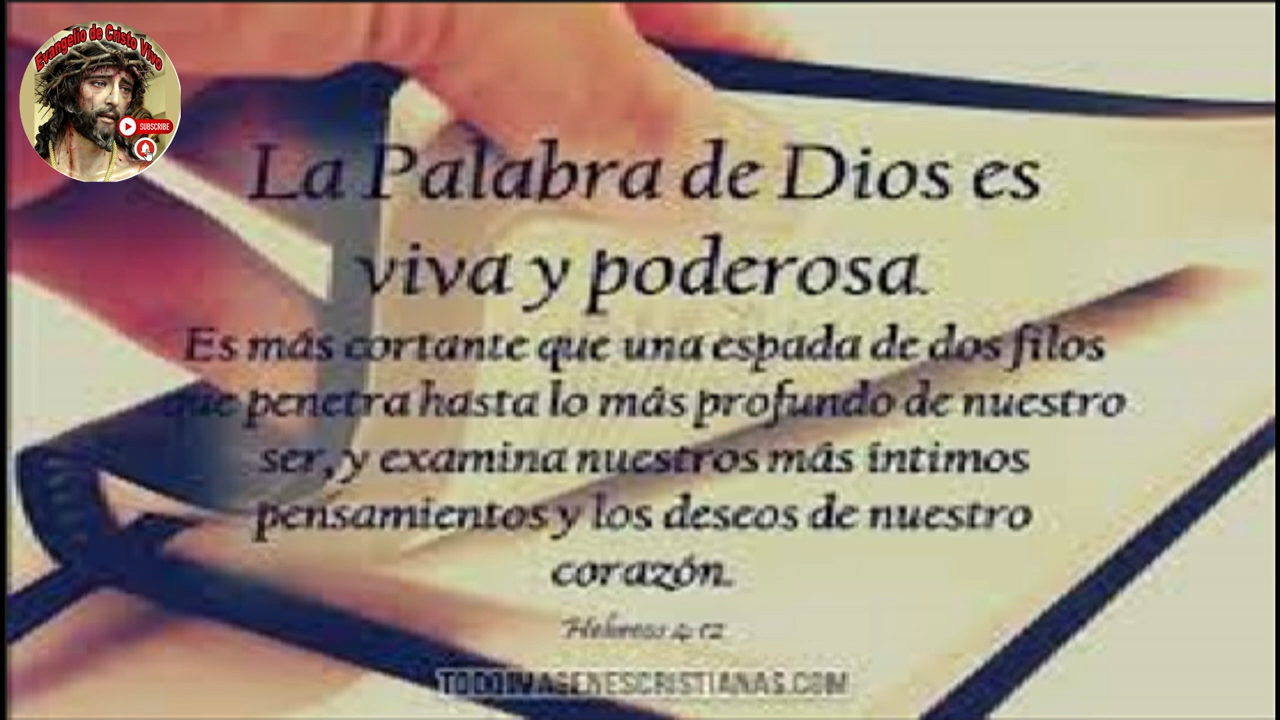 Evangelio de Cristo Vivo
SUBSCRIBE
La Palabra de Dios es
viva y poderosa.
Es más cortante que una espada de dos filos
que penetra hasta lo más profundo de nuestro
ser, y examina nuestros más íntimos
pensamientos y los deseos de nuestro
corazón.
Hebreos 4:12
TODOIMAGENESCRISTIANAS.COM